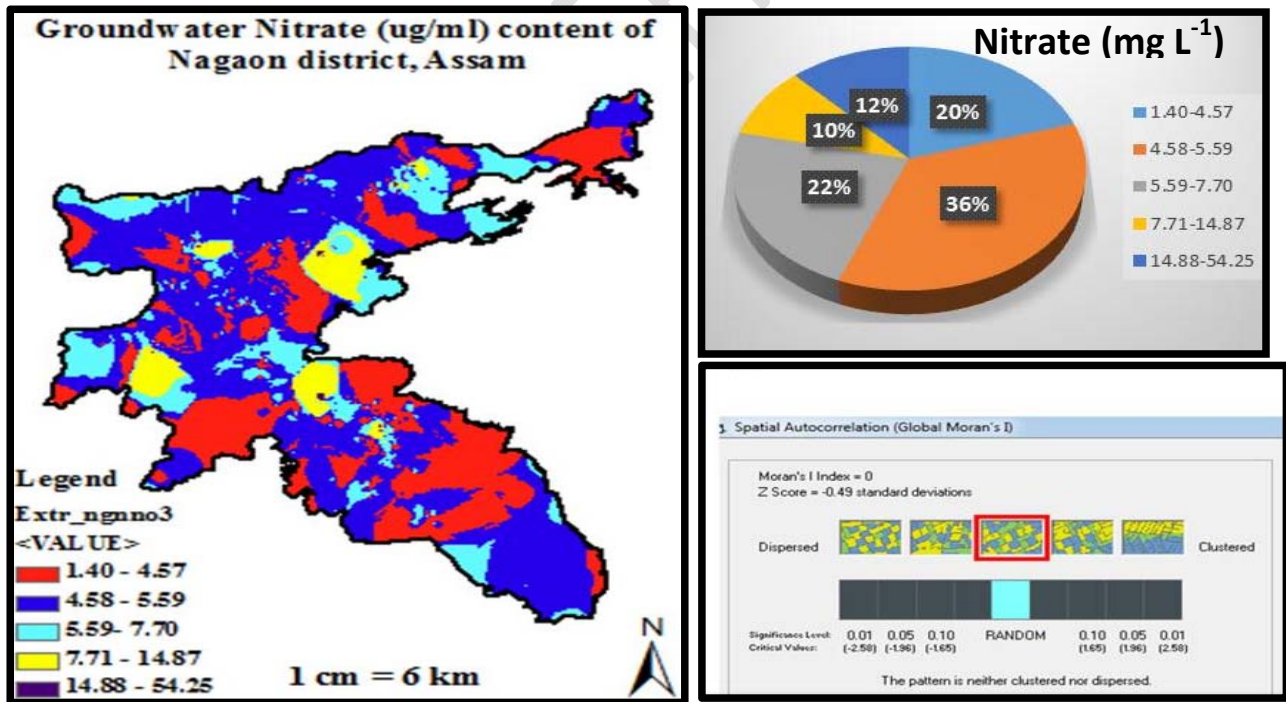 Groundwater Nitrate (ug/ml) content of
Nagaon district, Assam
Legend
Extr_ngnno3
<VALUE>
1.40 - 4.57
4.58 - 5.59
5.59- 7.70
7.71 - 14.87
14.88 - 54.25
1 cm = 6 km
N
Nitrate (mg L-1)
12%
20%
10%
22%
36%
1.40-4.57
4.58-5.59
5.59-7.70
7.71-14.87
14.88-54.25
Spatial Autocorrelation (Global Moran's I)
Moran's I Index = 0
Z Score = -0.49 standard deviations
Dispersed
Clustered
Significance Level: 0.01 0.05 0.10 RANDOM 0.10 0.05 0.01
Critical Values: (-2.58) (-1.96) (-1.65) (1.65) (1.96) (2.58)
The pattern is neither clustered nor dispersed.